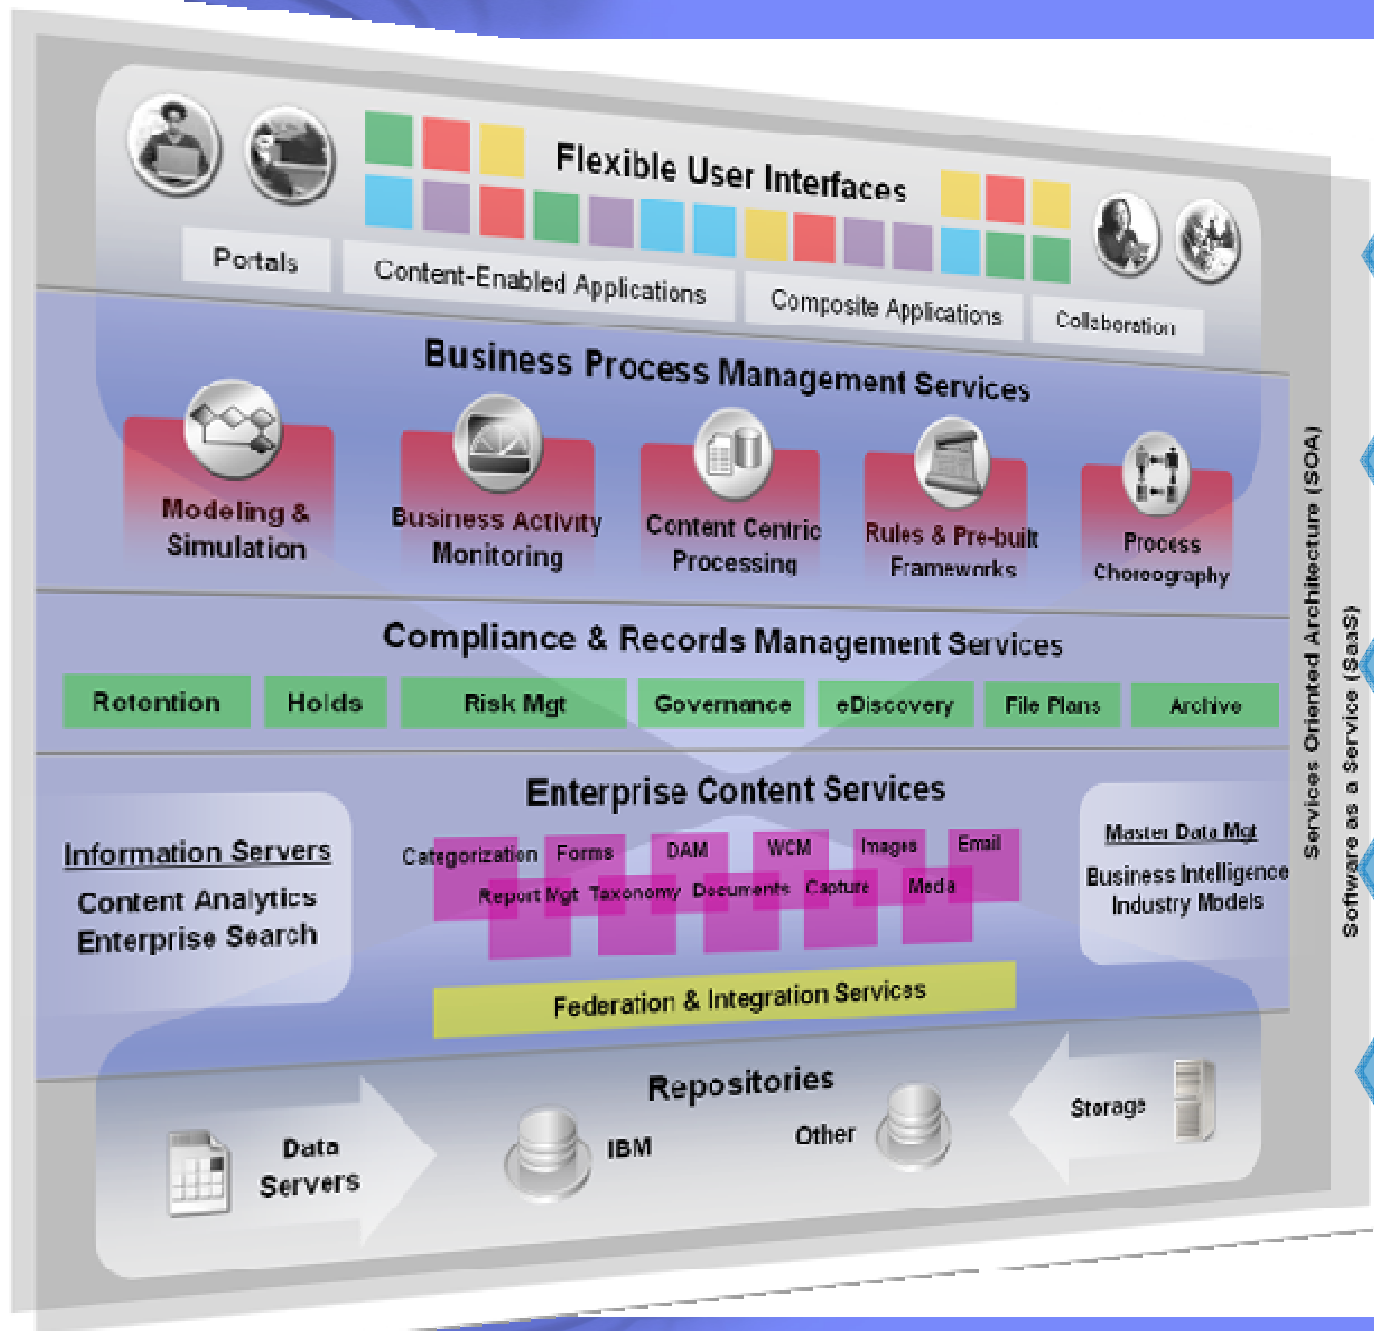 Flexible User Interfaces
Portals
Content-Enabled Applications
Composite Applications
Collaboration
Business Process Management Services
Modeling &
Simulation
Business Activity
Monitoring
Content Centric
Processing
Rules & Pre-built
Frameworks
Process
Choreography
Compliance & Records Management Services
Retention
Holds
Risk Mgt
Governance
eDiscovery
File Plans
Archive
Enterprise Content Services
Information Servers
Content Analytics
Enterprise Search
Categorization
Forms
DAM
WCM
Images
Email
Report Mgt
Taxonomy
Documents
Capture
Media
Master Data Mgt
Business Intelligence
Industry Models
Federation & Integration Services
Repositories
Data
Servers
IBM
Other
Storage
Services Oriented Architecture (SOA)
Software as a Service (SaaS)